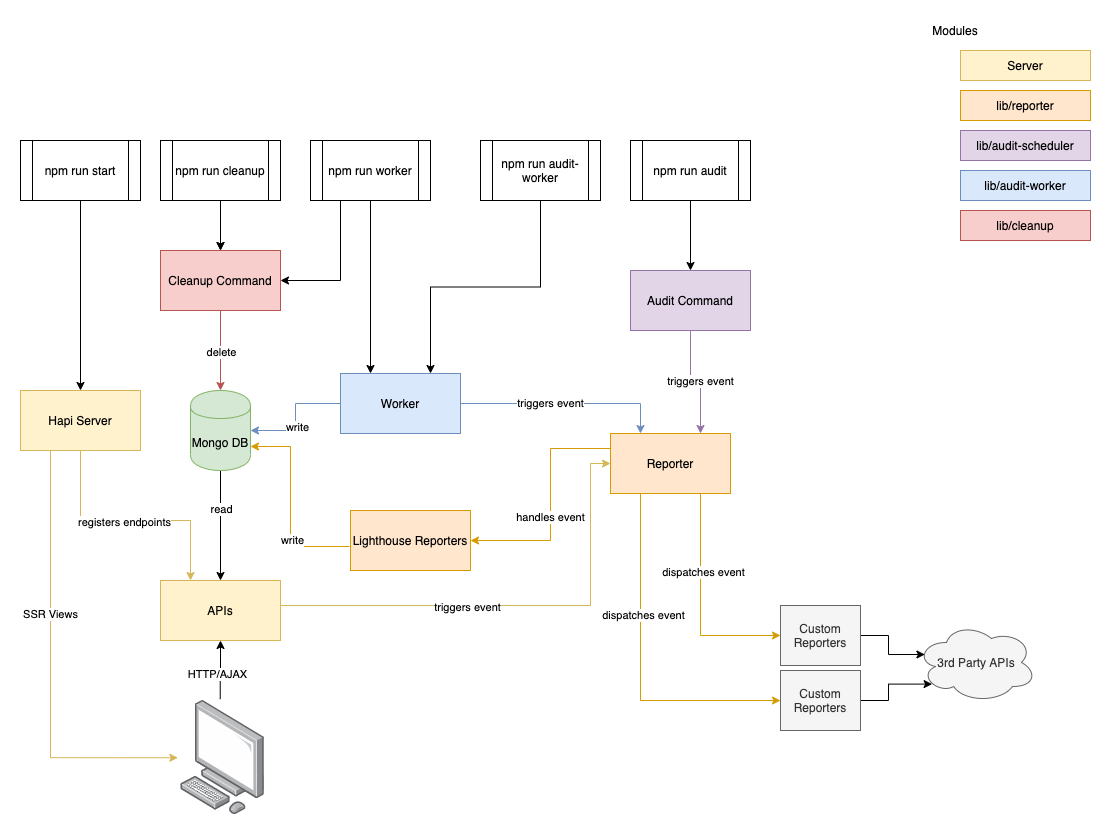 Modules
Server
lib/reporter
lib/audit-scheduler
lib/audit-worker
lib/cleanup
npm run start
npm run cleanup
npm run worker
npm run audit-
worker
npm run audit
Cleanup Command
Audit Command
delete
triggers event
Hapi Server
Mongo DB
Worker
write
triggers event
Reporter
read
registers endpoints
write
Lighthouse Reporters
handles event
dispatches event
SSR Views
APIs
triggers event
dispatches event
Custom
Reporters
3rd Party APIs
HTTP/AJAX
Custom
Reporters